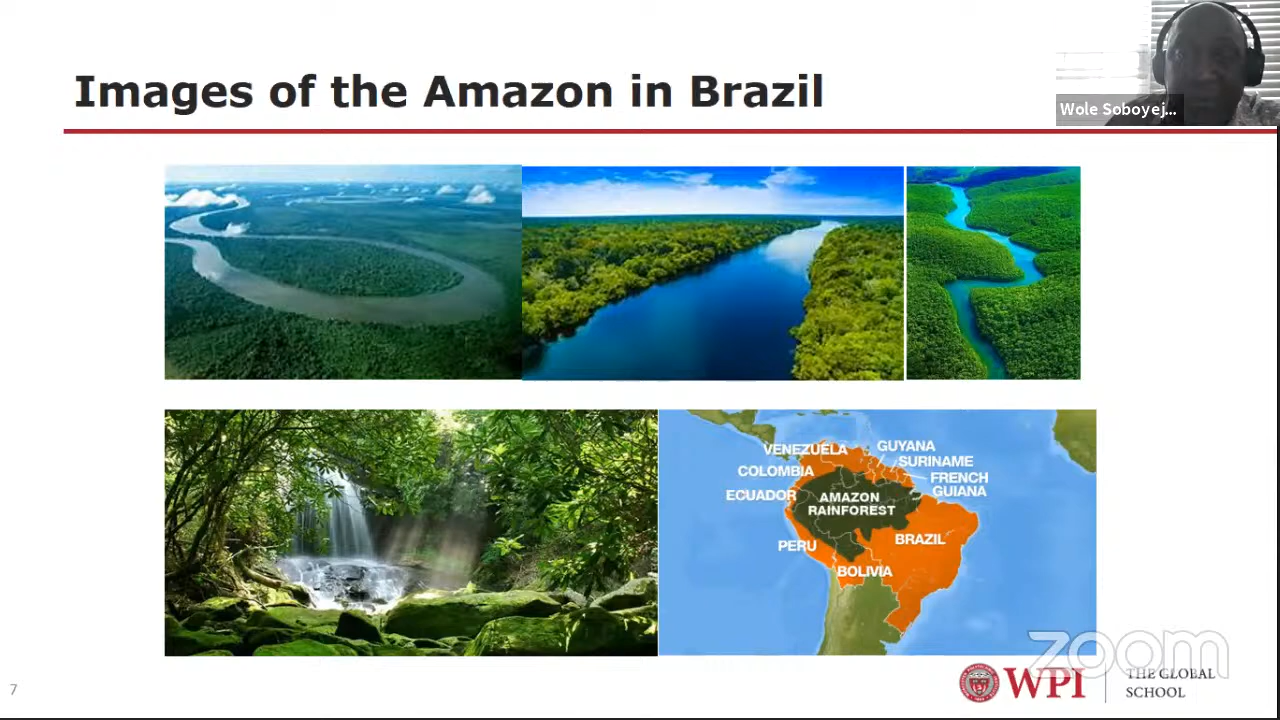 Images of the Amazon in Brazil
Wole Soboyej...
VENEZUELA
GUYANA
SURINAME
COLOMBIA
FRENCH
GUIANA
ECUADOR
AMAZON
RAINFOREST
BRAZIL
PERU
BOLIVIA
zoom
7
WPI
THE GLOBAL
SCHOOL